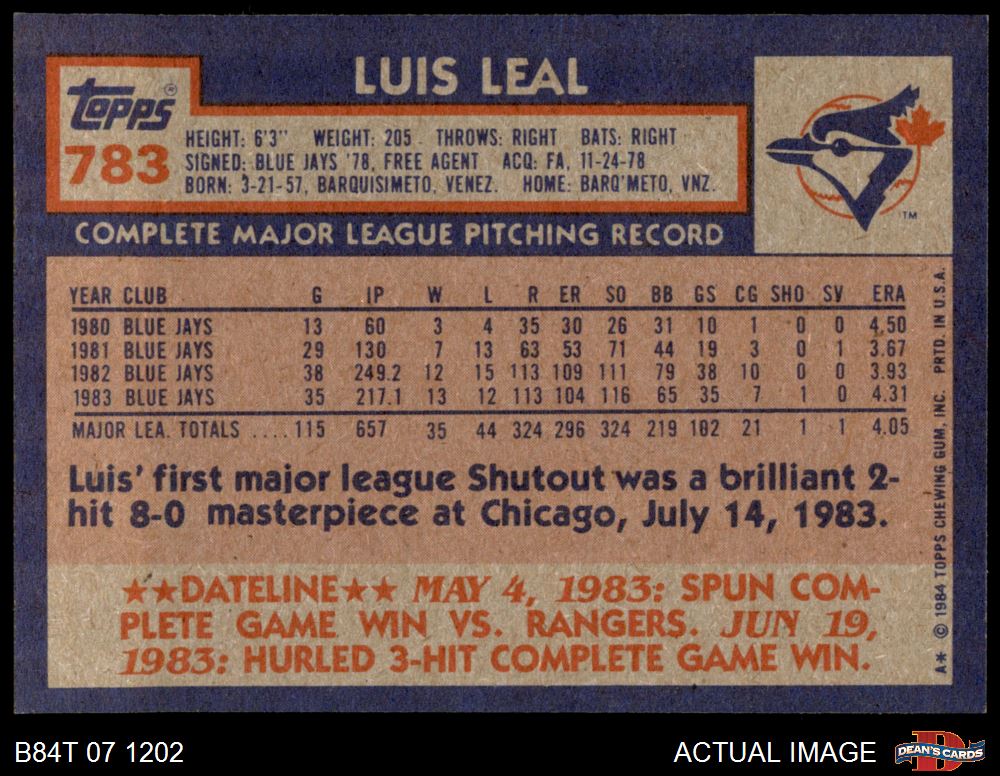 LUIS LEAL
Topps®
783
HEIGHT: 6'3" WEIGHT: 205 THROWS: RIGHT BATS: RIGHT
SIGNED: BLUE JAYS '78, FREE AGENT ACQ: FA, 11-24-78
BORN: 3-21-57, BARQUISIMETO, VENEZ. HOME: BARQ'METO, VNZ.
TM
COMPLETE MAJOR LEAGUE PITCHING RECORD
YEAR CLUB G IP W L R ER SO BB GS CG SHO SV ERA
1980 BLUE JAYS 13 60 3 4 35 30 26 31 10 1 0 0 4.50
1981 BLUE JAYS 29 130 7 13 63 53 71 44 19 3 0 1 3.67
1982 BLUE JAYS 38 249.2 12 15 113 109 111 79 38 10 0 0 3.93
1983 BLUE JAYS 35 217.1 13 12 113 104 116 65 35 7 1 0 4.31
MAJOR LEA. TOTALS ....115 657 35 44 324 296 324 219 102 21 1 1 4.05
Luis' first major league Shutout was a brilliant 2-
hit 8-0 masterpiece at Chicago, July 14, 1983.
★★DATELINE★★ MAY 4, 1983: SPUN COM-
PLETE GAME WIN VS. RANGERS. JUN 19,
1983: HURLED 3-HIT COMPLETE GAME WIN.
A* © 1984 TOPPS CHEWING GUM, INC. PRTD. IN U.S.A.
B84T 07 1202
ACTUAL IMAGE
DEAN'S CARDS